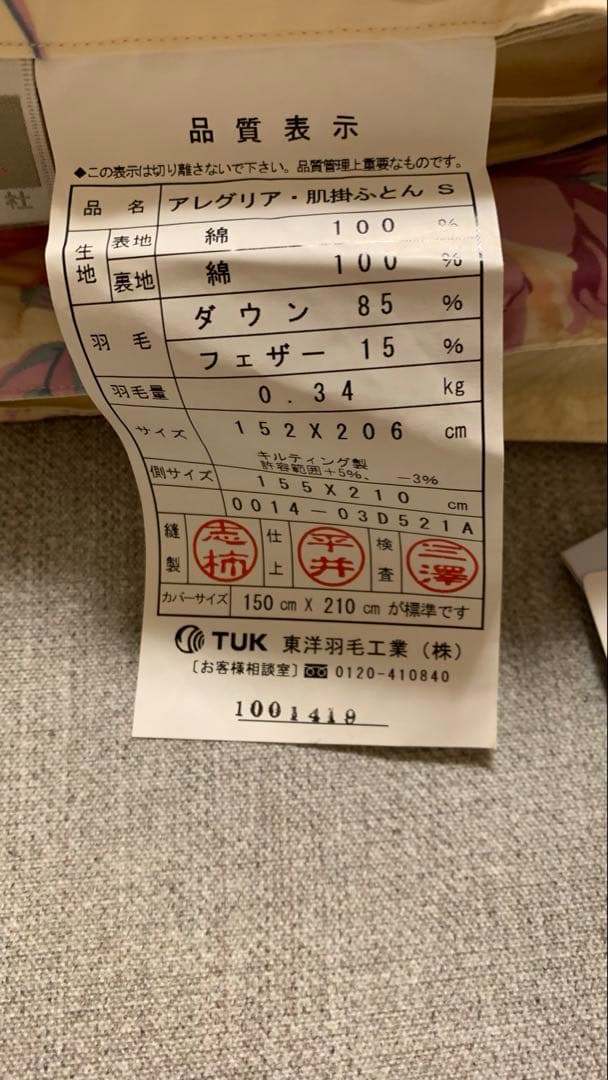 社
品質表示
◆この表示は切り離さないで下さい。品質管理上重要なものです。
品名 アレグリア・肌掛ふとん S
生地 表地 綿 100 %
裏地 綿 100 %
羽毛 ダウン 85 %
フェザー 15 %
羽毛量 0.34 kg
サイズ 152X206 cm
キルティング製
許容範囲+5%、 -3%
側サイズ 155X210 cm
0014-03D521A
縫製 志柿 仕上 平井 検査 三澤
カバーサイズ 150cm X 210cm が標準です
TUK 東洋羽毛工業(株)
〔お客様相談室〕 0120-410840
1001419